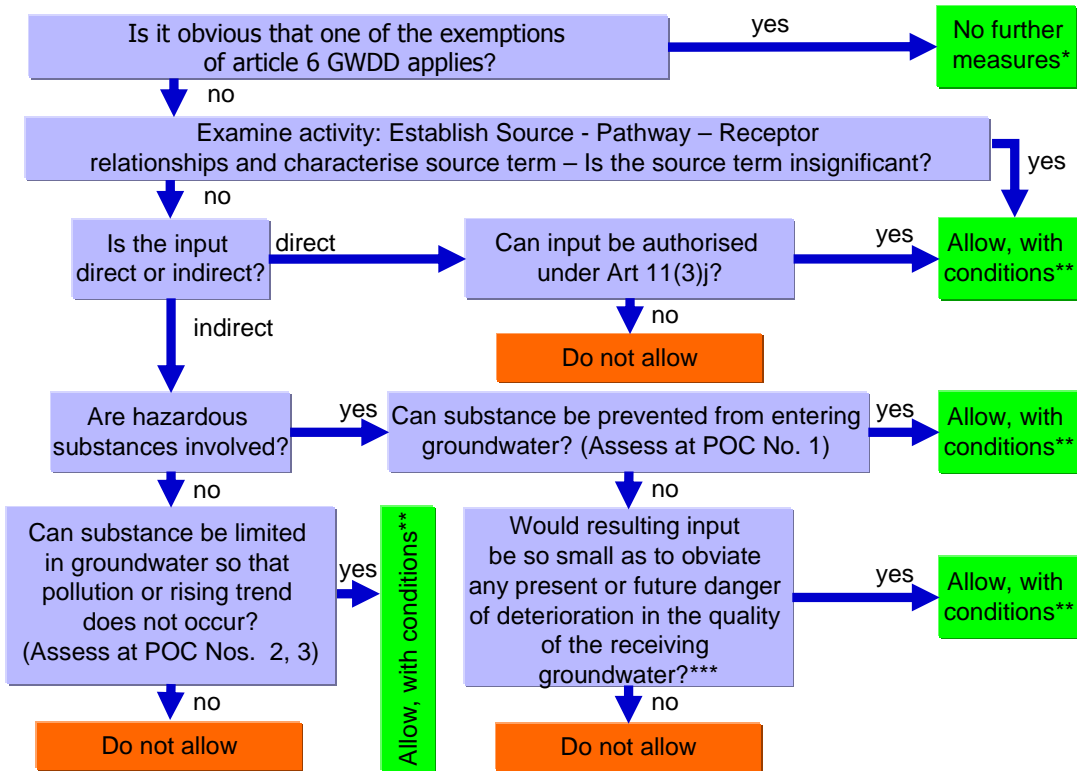 Is it obvious that one of the exemptions
of article 6 GWDD applies?
yes
No further
measures*
no
Examine activity: Establish Source - Pathway – Receptor
relationships and characterise source term – Is the source term insignificant?
yes
no
Is the input
direct or indirect?
direct
Can input be authorised
under Art 11(3)j?
yes
Allow, with
conditions**
no
Do not allow
indirect
Are hazardous
substances involved?
yes
Can substance be prevented from entering
groundwater? (Assess at POC No. 1)
yes
Allow, with
conditions**
no
no
Can substance be limited
in groundwater so that
pollution or rising trend
does not occur?
(Assess at POC Nos.  2, 3)
yes
Allow, with conditions**
Would resulting input
be so small as to obviate
any present or future danger
of deterioration in the quality
of the receiving
groundwater?***
yes
Allow, with
conditions**
no
Do not allow
no
Do not allow